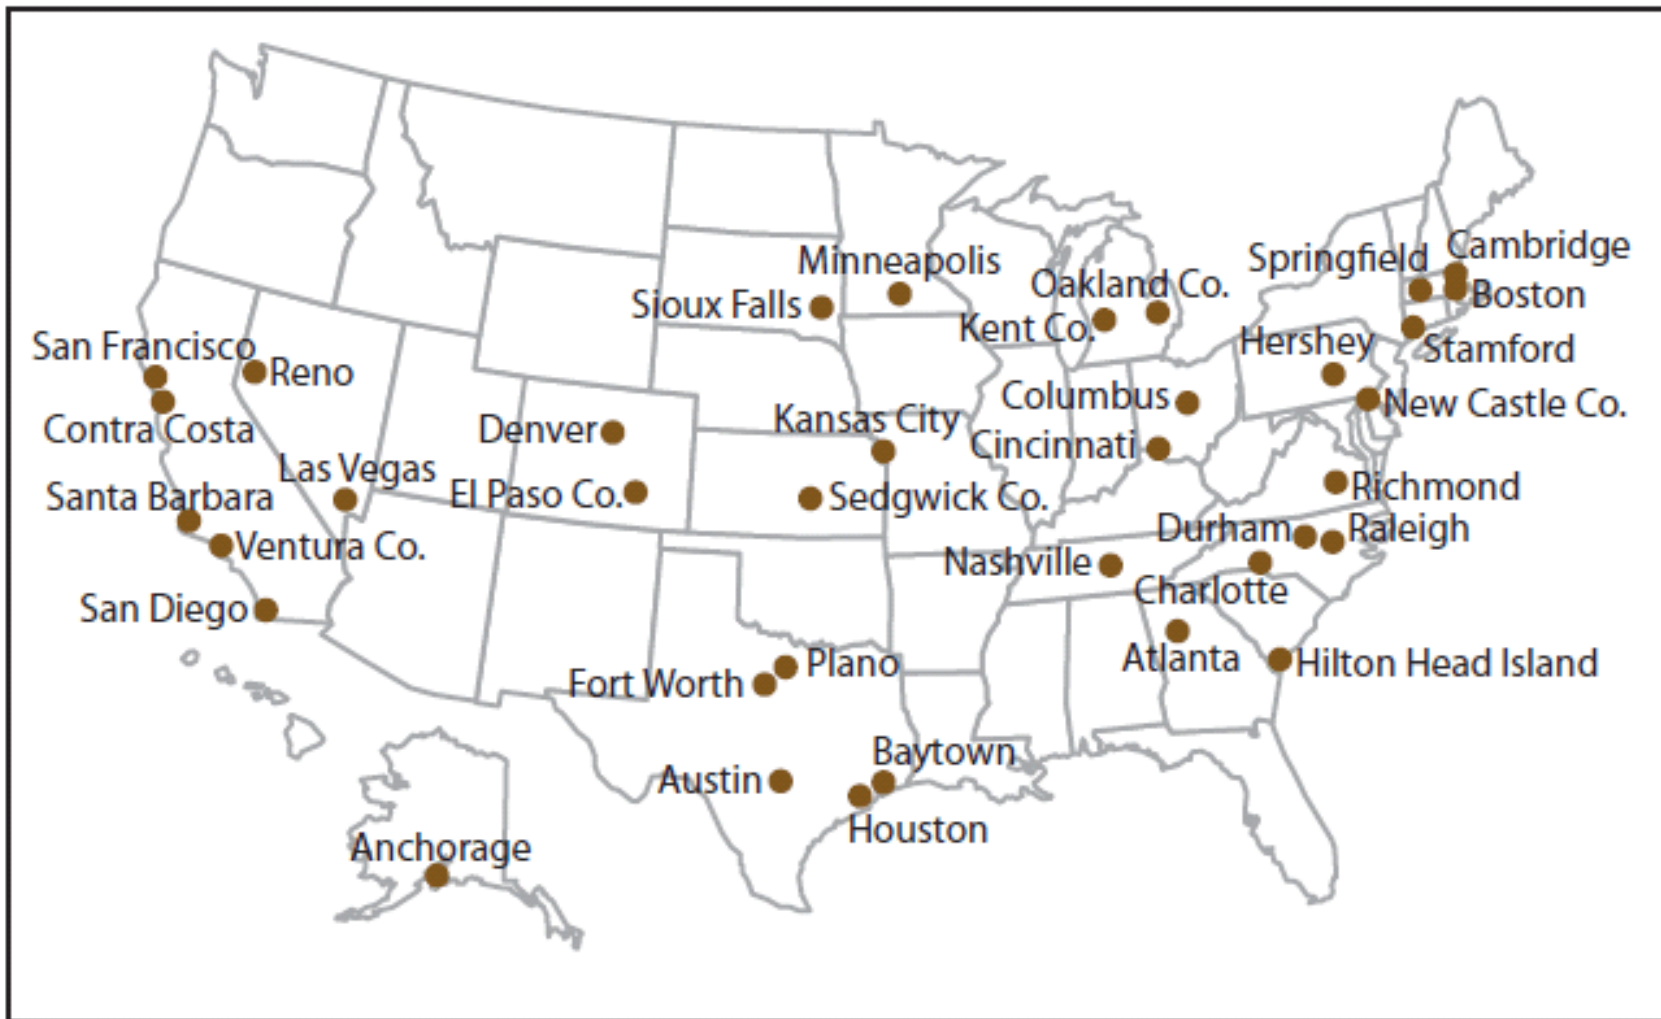 Cambridge
Springfield
Minneapolis
Oakland Co.
Boston
Sioux Falls
Kent Co.
Hershey
San Francisco
Stamford
Reno
Columbus
New Castle Co.
Kansas City
Contra Costa
Denver
Cincinnati
Las Vegas
Santa Barbara
El Paso Co.
Sedgwick Co.
Richmond
Durham
Raleigh
Ventura Co.
Nashville
Charlotte
San Diego
Atlanta
Hilton Head Island
Plano
Fort Worth
Baytown
Austin
Houston
Anchorage